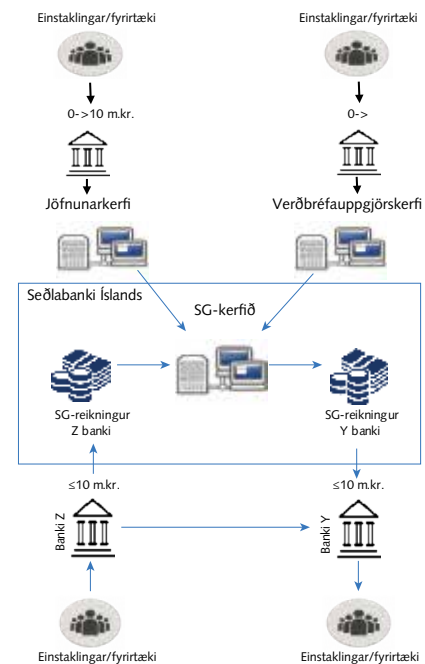 Einstaklingar/fyrirtæki
Einstaklingar/fyrirtæki
0->10 m.kr.
0->
Jöfnunarkerfi
Verðbréfauppgjörskerfi
Seðlabanki Íslands
SG-kerfið
SG-reikningur
Z banki
SG-reikningur
Y banki
≤10 m.kr.
≤10 m.kr.
Banki Z
Banki Y
Einstaklingar/fyrirtæki
Einstaklingar/fyrirtæki